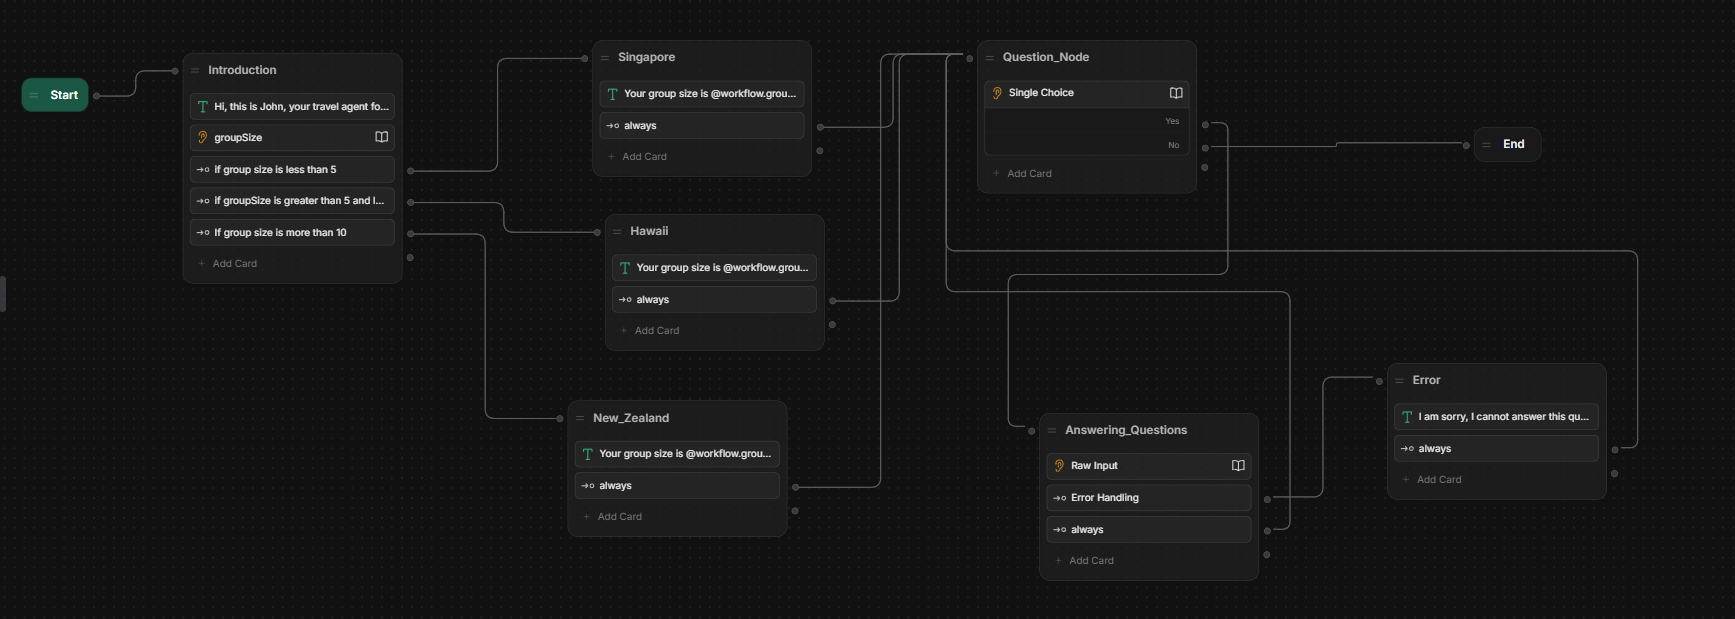 Start
Introduction
Hi, this is John, your travel agent fo...
groupSize
if group size is less than 5
if groupSize is greater than 5 and l...
If group size is more than 10
Add Card
Singapore
Your group size is @workflow.grou...
always
Add Card
Hawaii
Your group size is @workflow.grou...
always
Add Card
New_Zealand
Your group size is @workflow.grou...
always
Add Card
Question_Node
Single Choice
Yes
No
Add Card
End
Answering_Questions
Raw Input
Error Handling
always
Add Card
Error
I am sorry, I cannot answer this qu...
always
Add Card